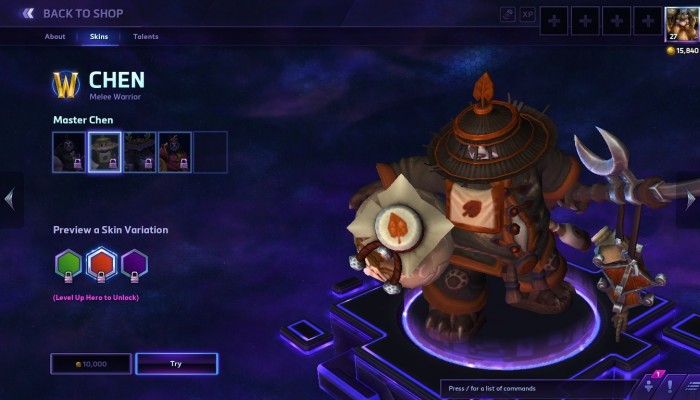 BACK TO SHOP
XP
About Skins Talents
27
15,840
W CHEN
Melee Warrior
Master Chen
Preview a Skin Variation
(Level Up Hero to Unlock)
10,000 Try
Press / for a list of commands
1